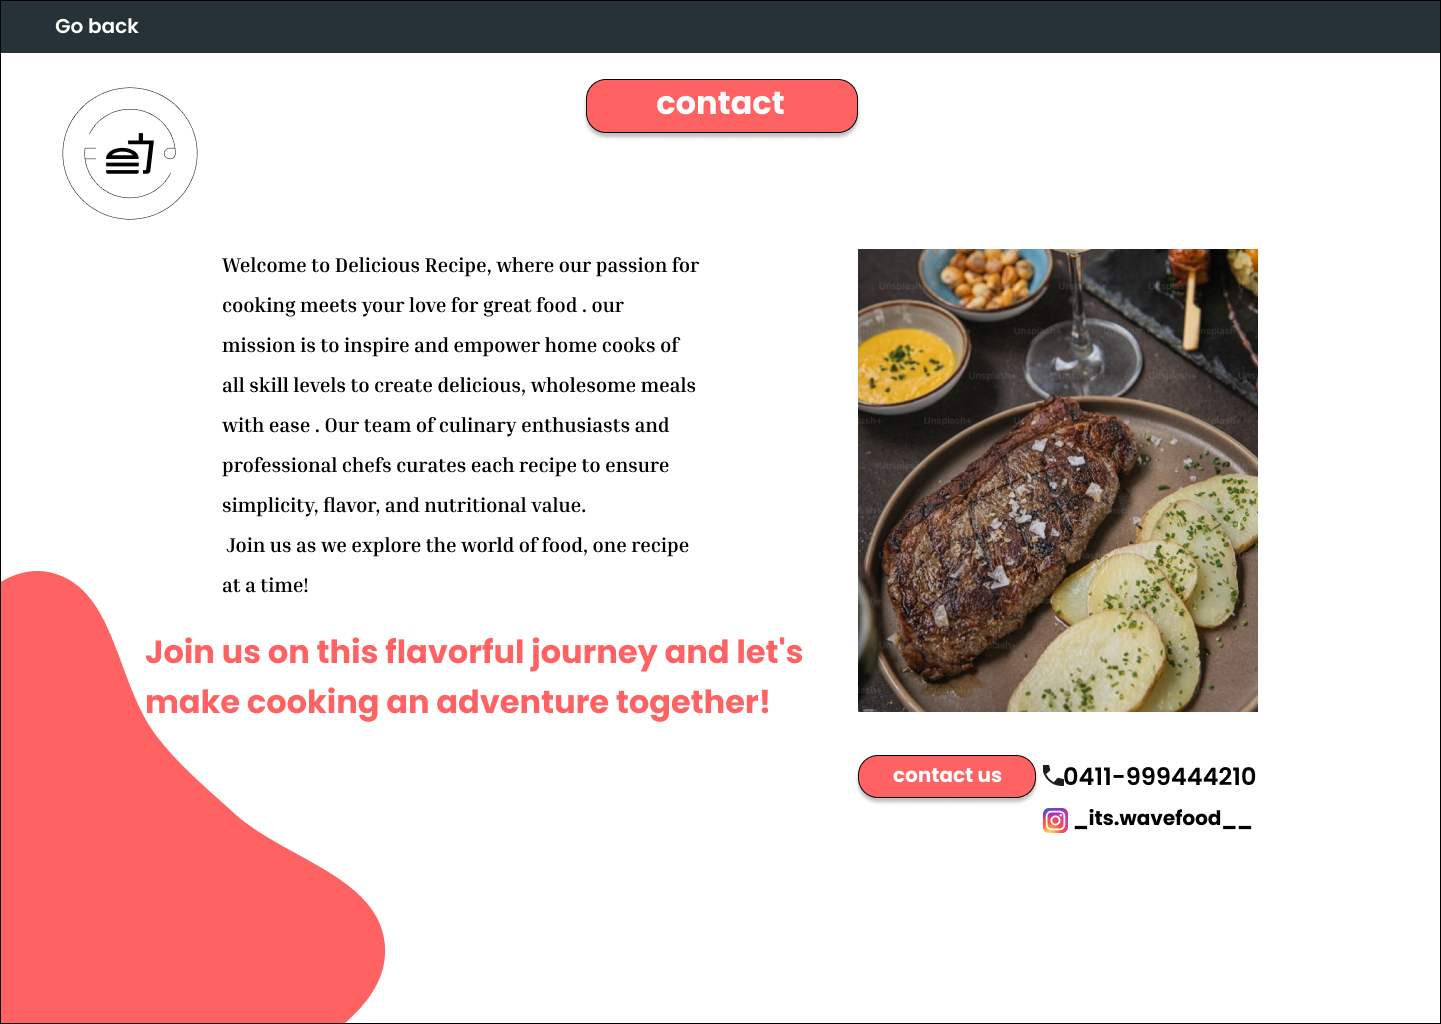 Go back
contact
Welcome to Delicious Recipe, where our passion for
cooking meets your love for great food . our
mission is to inspire and empower home cooks of
all skill levels to create delicious, wholesome meals
with ease . Our team of culinary enthusiasts and
professional chefs curates each recipe to ensure
simplicity, flavor, and nutritional value.
Join us as we explore the world of food, one recipe
at a time!
Join us on this flavorful journey and let's
make cooking an adventure together!
Unsplash+
contact us
0411-999444210
_its.wavefood__